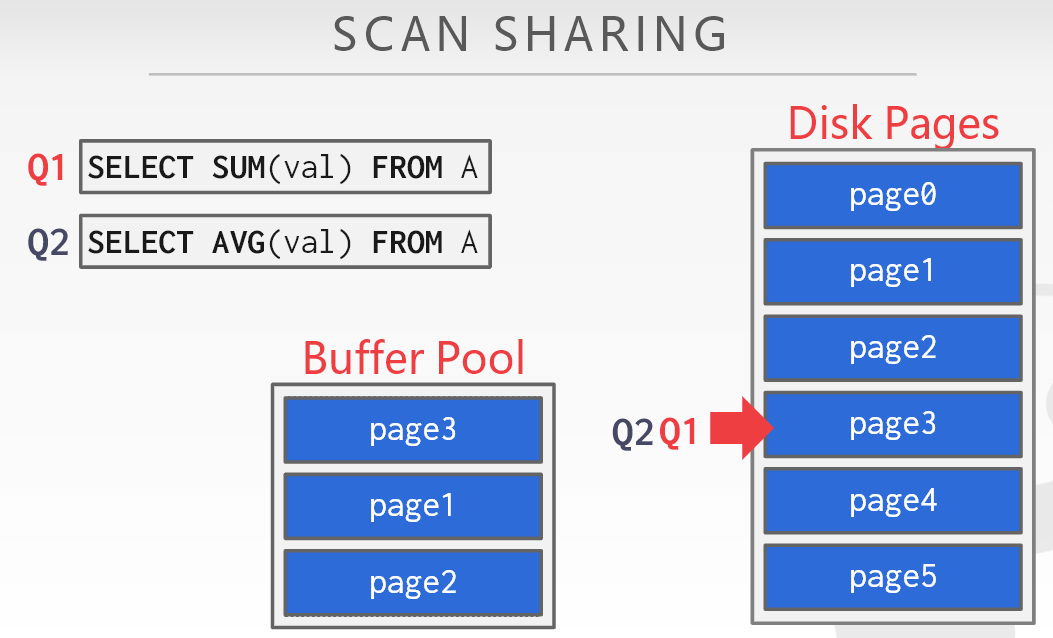 SCAN SHARING
Q1 SELECT SUM(val) FROM A
Q2 SELECT AVG(val) FROM A
Buffer Pool
page3
page1
page2
Q2 Q1
Disk Pages
page0
page1
page2
page3
page4
page5